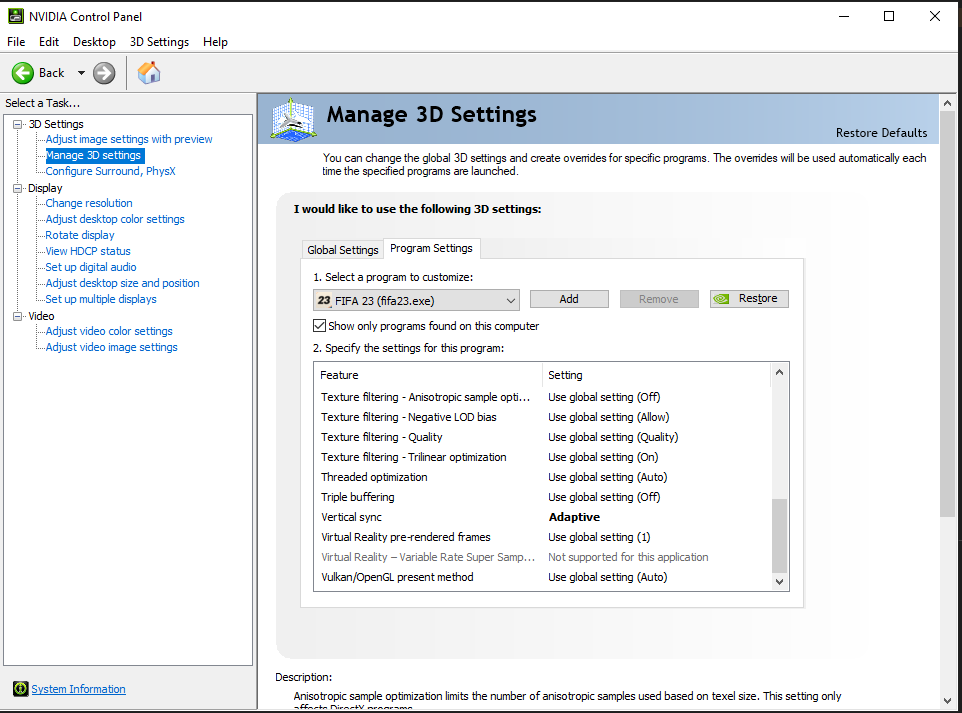 NVIDIA Control Panel
File Edit Desktop 3D Settings Help
Back
Select a Task...
3D Settings
Adjust image settings with preview
Manage 3D settings
Configure Surround, PhysX
Display
Change resolution
Adjust desktop color settings
Rotate display
View HDCP status
Set up digital audio
Adjust desktop size and position
Set up multiple displays
Video
Adjust video color settings
Adjust video image settings
System Information
Manage 3D Settings
Restore Defaults
You can change the global 3D settings and create overrides for specific programs. The overrides will be used automatically each
time the specified programs are launched.
I would like to use the following 3D settings:
Global Settings Program Settings
1. Select a program to customize:
23 FIFA 23 (fifa23.exe) Add Remove Restore
Show only programs found on this computer
2. Specify the settings for this program:
Feature Setting
Texture filtering - Anisotropic sample opti... Use global setting (Off)
Texture filtering - Negative LOD bias Use global setting (Allow)
Texture filtering - Quality Use global setting (Quality)
Texture filtering - Trilinear optimization Use global setting (On)
Threaded optimization Use global setting (Auto)
Triple buffering Use global setting (Off)
Vertical sync Adaptive
Virtual Reality pre-rendered frames Use global setting (1)
Virtual Reality – Variable Rate Super Samp... Not supported for this application
Vulkan/OpenGL present method Use global setting (Auto)
Description:
Anisotropic sample optimization limits the number of anisotropic samples used based on texel size. This setting only
affects DirectX programs.